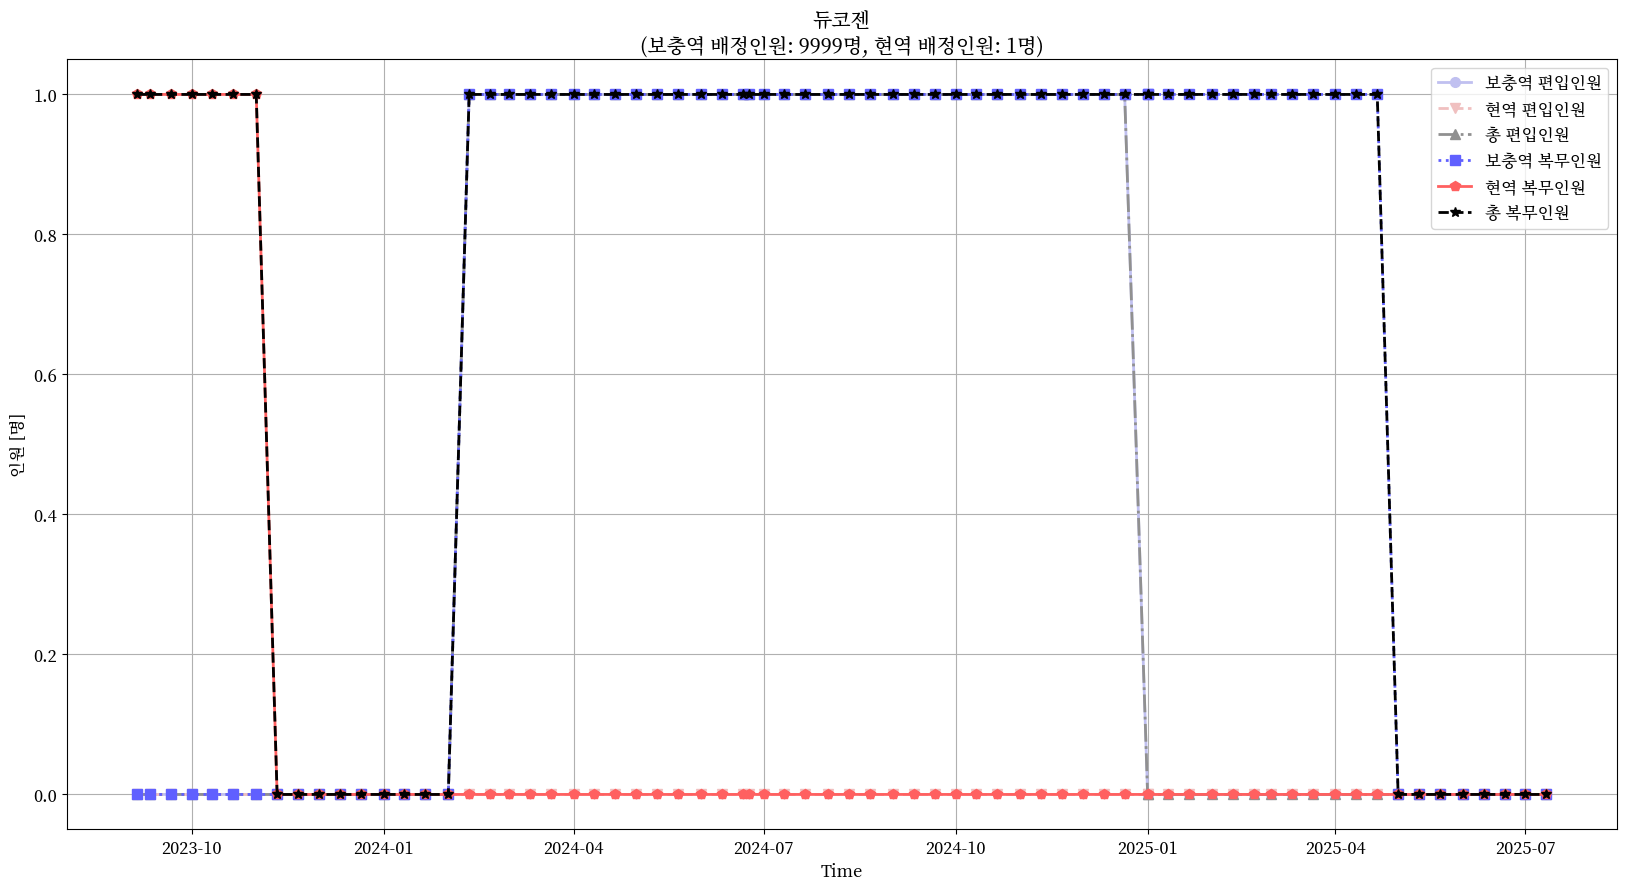 듀코젠
(보충역 배정인원: 9999명, 현역 배정인원: 1명)
보충역 편입인원
현역 편입인원
총 편입인원
보충역 복무인원
현역 복무인원
총 복무인원
인원 [명]
1.0
0.8
0.6
0.4
0.2
0.0
2023-10 2024-01 2024-04 2024-07 2024-10 2025-01 2025-04 2025-07
Time